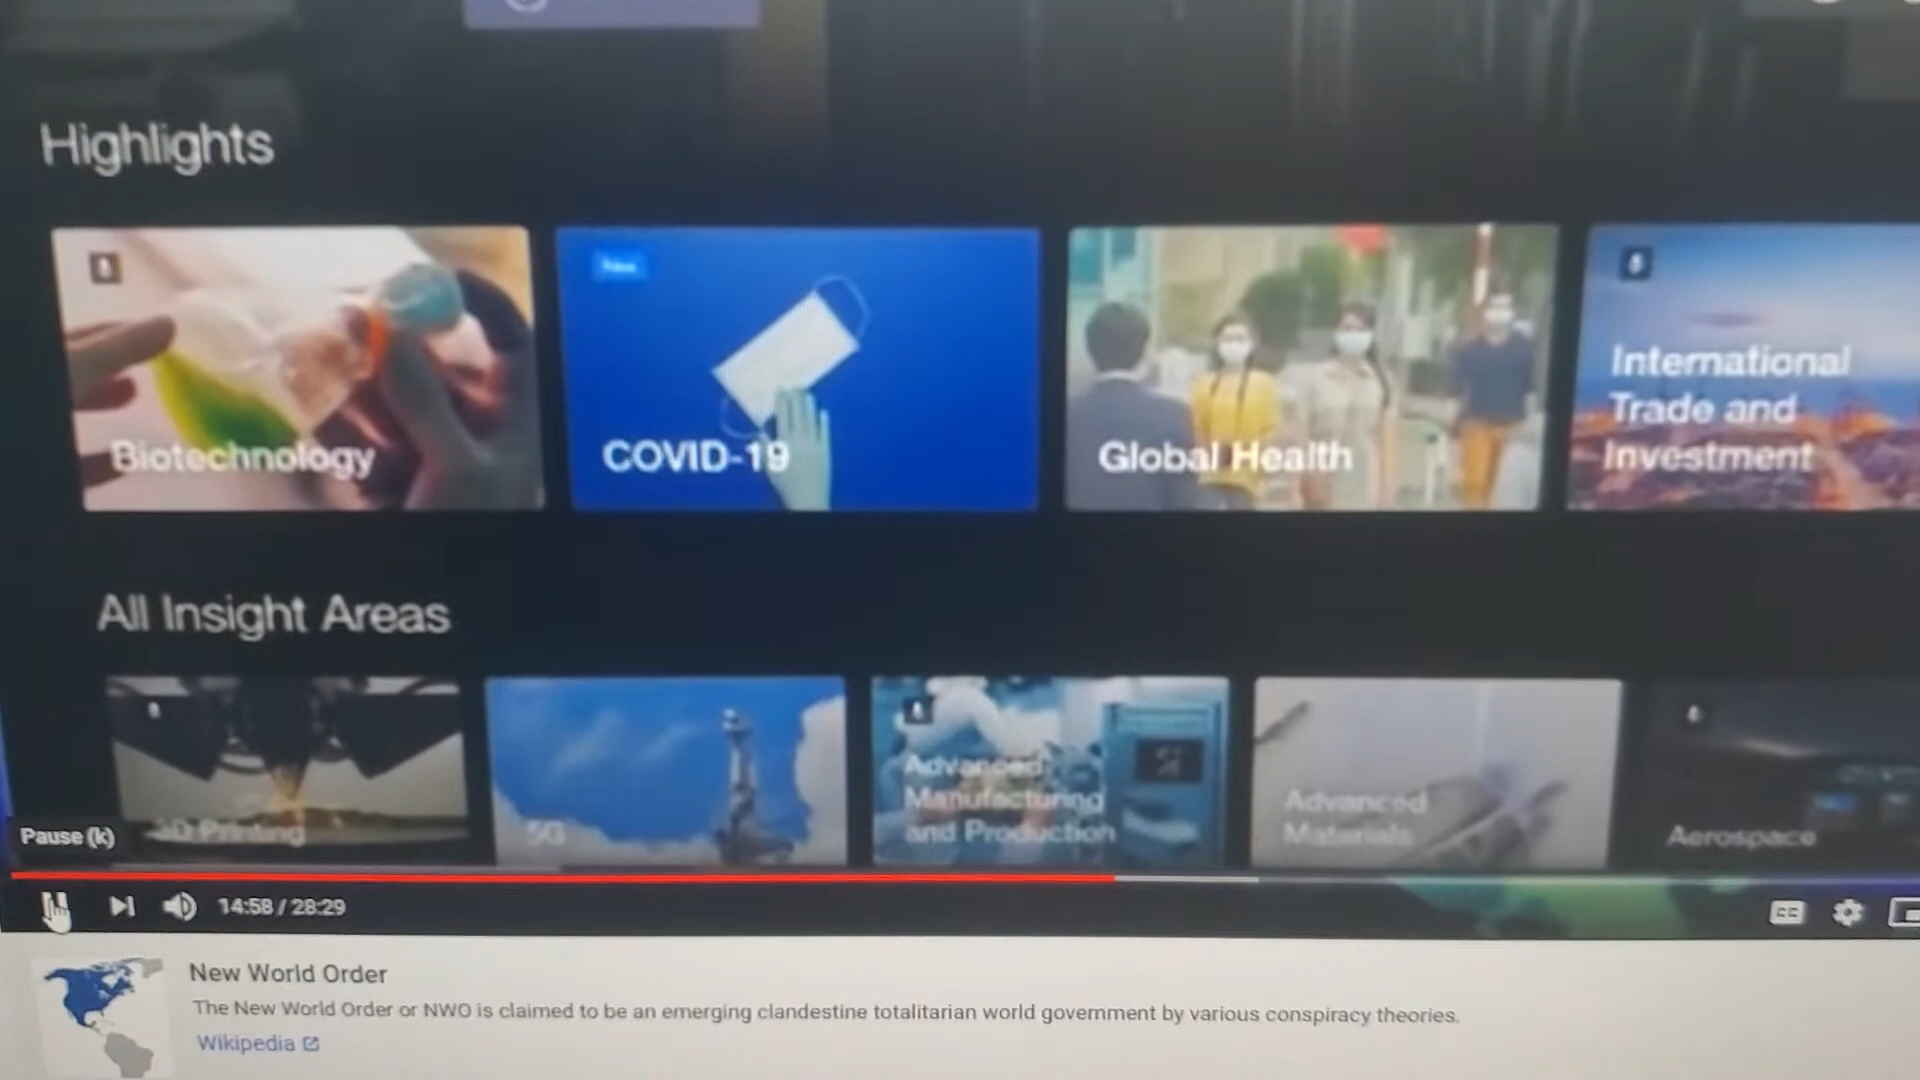 Highlights
Biotechnology
COVID-19
Global Health
International
Trade and
Investment
All Insight Areas
3D Printing
5G
Advanced
Manufacturing
and Production
Advanced
Materials
Aerospace
Pause (k)
14:58 / 28:29
CC
New World Order
The New World Order or NWO is claimed to be an emerging clandestine totalitarian world government by various conspiracy theories.
Wikipedia